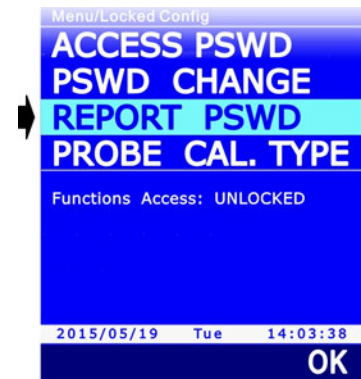 Menu/Locked Config
ACCESS PSWD
PSWD CHANGE
REPORT PSWD
PROBE CAL. TYPE
Functions Access: UNLOCKED
2015/05/19 Tue 14:03:38
OK